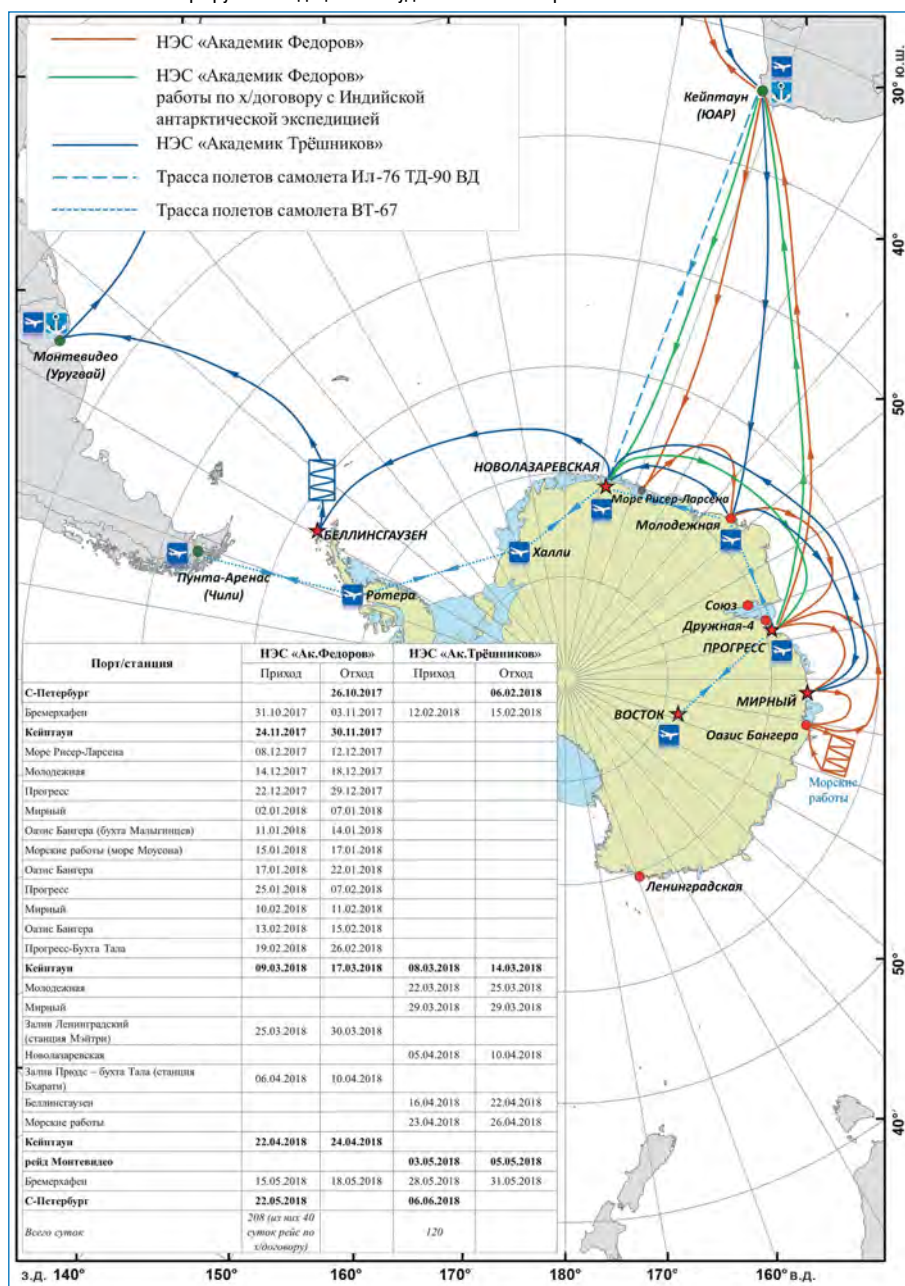 НЭС «Академик Федоров»
НЭС «Академик Федоров»
работы по х/договору с Индийской
антарктической экспедицией
НЭС «Академик Трёшников»
Трасса полетов самолета Ил-76 ТД-90 ВД
Трасса полетов самолета ВТ-67
Кейптаун
(ЮАР)
30° ю.ш.
40°
50°
Монтевидео
(Уругвай)
НОВОЛАЗАРЕВСКАЯ
Море Рисер-Ларсена
Молодежная
БЕЛЛИНСГАУЗЕН
Халли
Пунта-Аренас
(Чили)
Ротера
Союз
Дружная-4
ПРОГРЕСС
МИРНЫЙ
ВОСТОК
Оазис Бангера
Морские
работы
Ленинградская
50°
40°
Порт/станция НЭС «Ак.Федоров» НЭС «Ак.Трёшников»
Приход Отход Приход Отход
С-Петербург 26.10.2017 06.02.2018
Бремерхафен 31.10.2017 03.11.2017 12.02.2018 15.02.2018
Кейптаун 24.11.2017 30.11.2017
Море Рисер-Ларсена 08.12.2017 12.12.2017
Молодежная 14.12.2017 18.12.2017
Прогресс 22.12.2017 29.12.2017
Мирный 02.01.2018 07.01.2018
Оазис Бангера (бухта Малыгинцев) 11.01.2018 14.01.2018
Морские работы (море Моусона) 15.01.2018 17.01.2018
Оазис Бангера 17.01.2018 22.01.2018
Прогресс 25.01.2018 07.02.2018
Мирный 10.02.2018 11.02.2018
Оазис Бангера 13.02.2018 15.02.2018
Прогресс-Бухта Тала 19.02.2018 26.02.2018
Кейптаун 09.03.2018 17.03.2018 08.03.2018 14.03.2018
Молодежная 22.03.2018 25.03.2018
Мирный 29.03.2018 29.03.2018
Залив Ленинградский
(станция Мэйтри) 25.03.2018 30.03.2018
Новолазаревская 05.04.2018 10.04.2018
Залив Прюдс – бухта Тала (станция
Бхарати) 06.04.2018 10.04.2018
Беллинсгаузен 16.04.2018 22.04.2018
Морские работы 23.04.2018 26.04.2018
Кейптаун 22.04.2018 24.04.2018
рейд Монтевидео 03.05.2018 05.05.2018
Бремерхафен 15.05.2018 18.05.2018 28.05.2018 31.05.2018
С-Петербург 22.05.2018 06.06.2018
Всего суток 208 (из них 40
суток рейс по
х/договору) 120
з.д. 140° 150° 160° 170° 180° 170° 160° в.д.